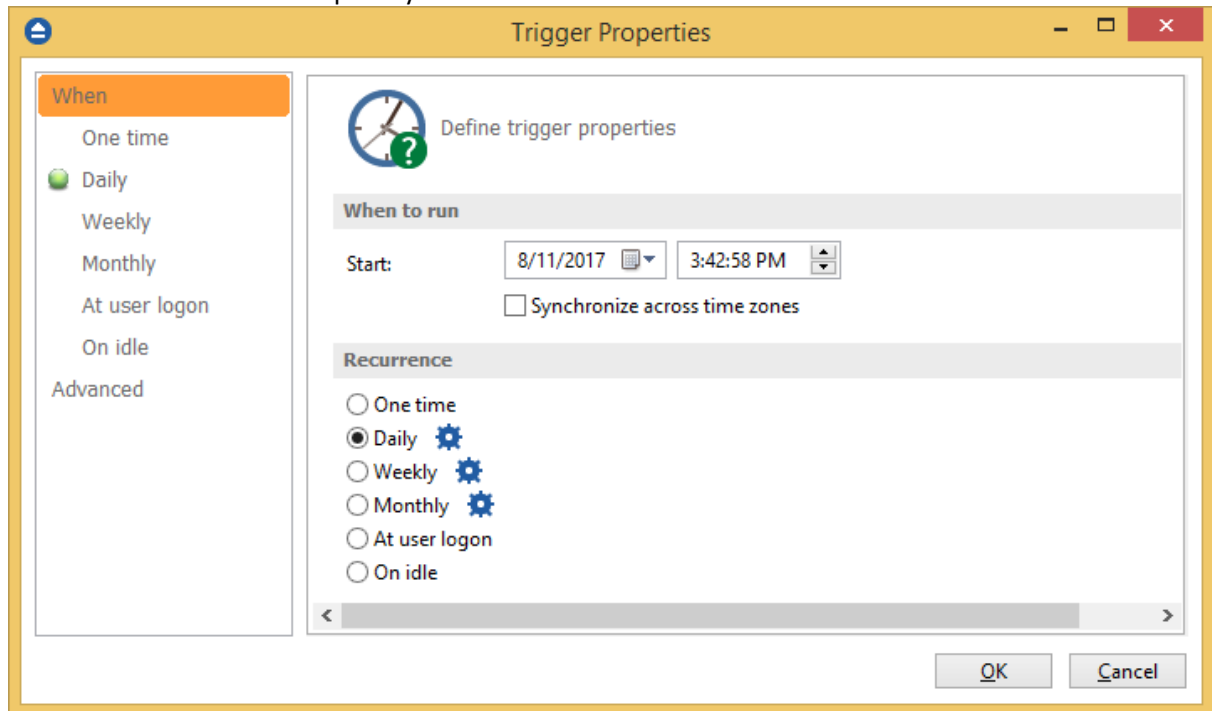 Trigger Properties
When
One time
Daily
Weekly
Monthly
At user logon
On idle
Advanced
Define trigger properties
When to run
Start: 8/11/2017 3:42:58 PM
Synchronize across time zones
Recurrence
One time
Daily
Weekly
Monthly
At user logon
On idle
OK Cancel